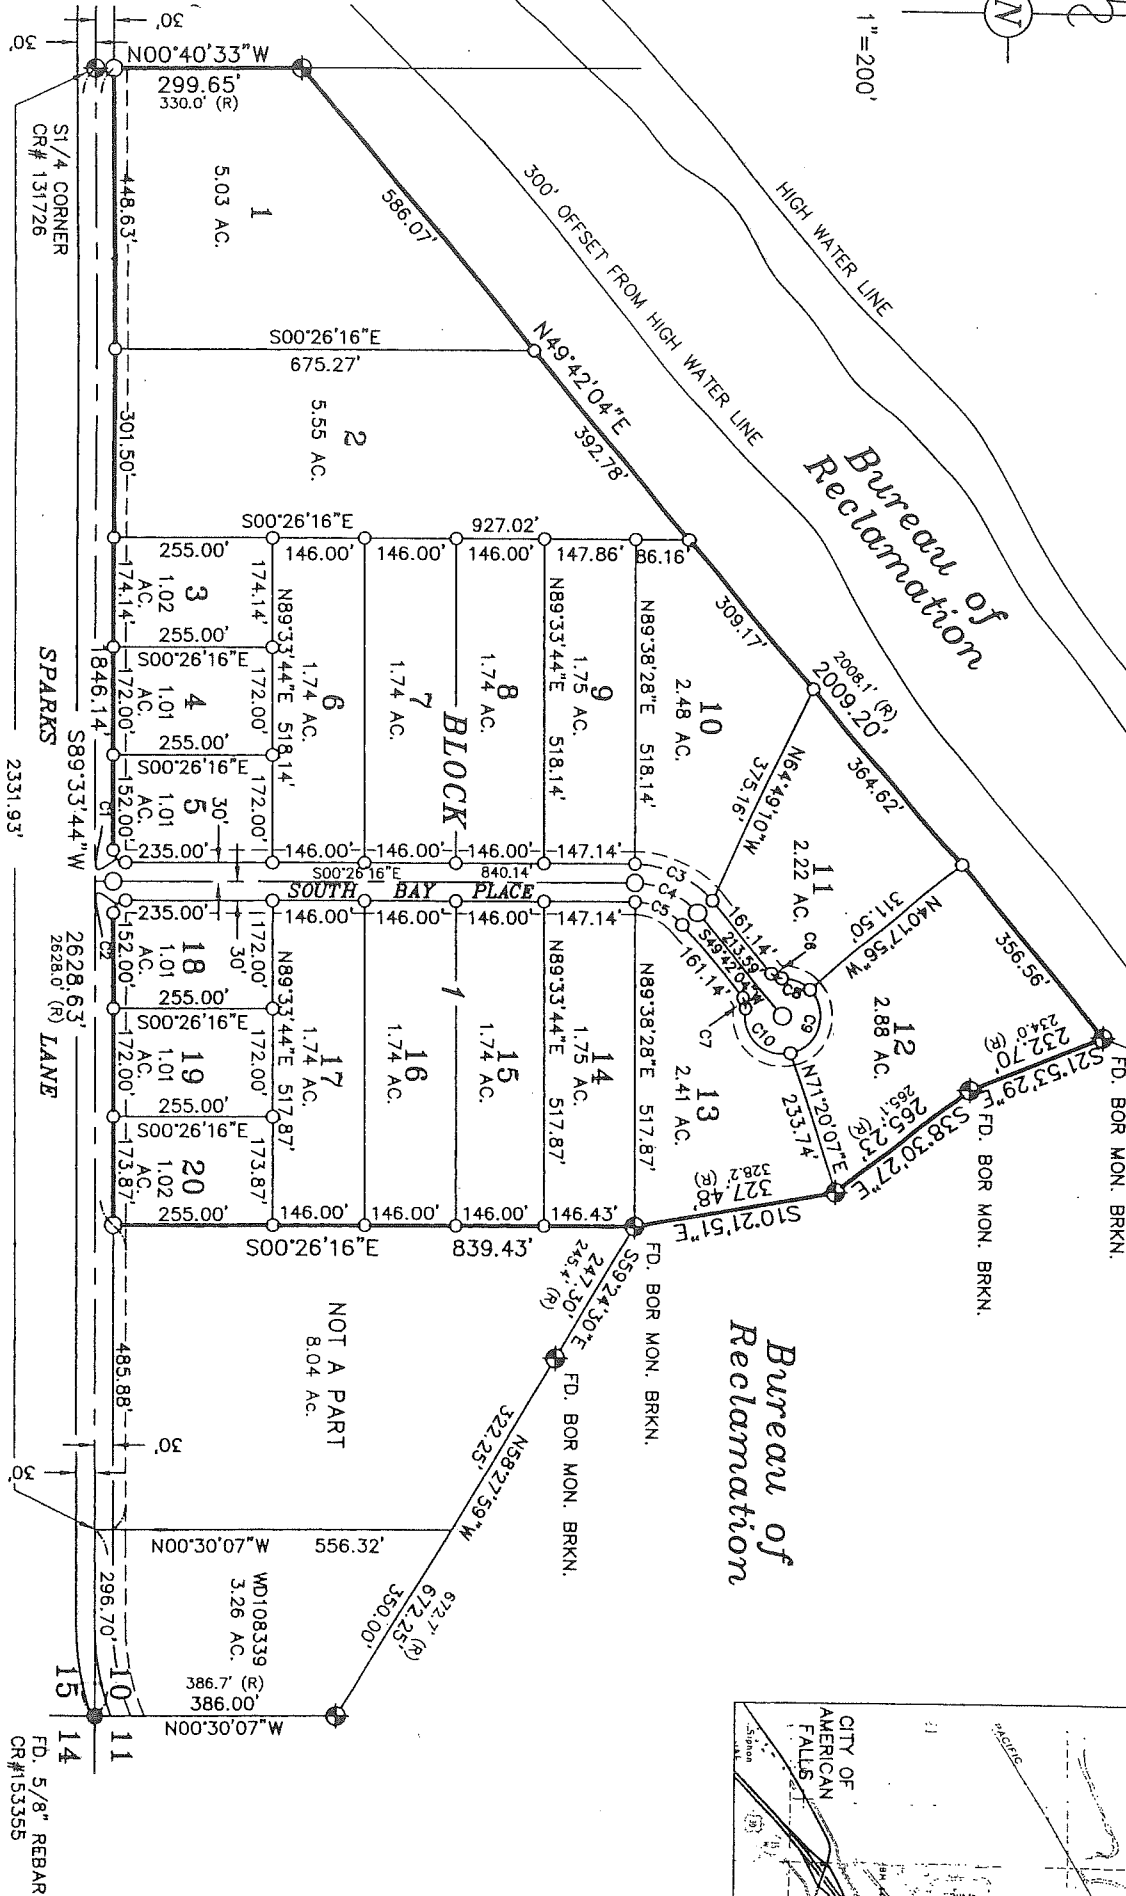 N
1"=200'
HIGH WATER LINE
300' OFFSET FROM HIGH WATER LINE
Bureau of
Reclamation
30'
30'
N00°40'33"W
299.65'
330.0' (R)
S1/4 CORNER
CR# 131726
448.63'
1
5.03 AC.
586.07'
S00°26'16"E
675.27'
N49°42'04"E
392.78'
2
5.55 AC.
301.50'
S00°26'16"E
927.02'
255.00'
146.00'
146.00'
146.00'
147.86'
86.16'
309.17'
2008.1' (R)
2009.20'
364.62'
356.56'
174.14'
3
1.02
AC.
174.14'
255.00'
S00°26'16"E
172.00'
4
1.01
AC.
172.00'
255.00'
S00°26'16"E
152.00'
5
1.01
AC.
172.00'
N89°33'44"E 518.14'
6
1.74 AC.
7
1.74 AC.
8
1.74 AC.
N89°33'44"E 518.14'
9
1.75 AC.
N89°38'28"E 518.14'
10
2.48 AC.
N64°49'10"W
375.16'
11
2.22 AC.
N40°17'56"W
311.50'
12
2.88 AC.
BLOCK
1
SPARKS LANE
846.14'
S89°33'44"W
2628.63'
2628.0' (R)
2331.93'
C1
C2
30'
30'
235.00'
146.00'
146.00'
146.00'
147.14'
S00°26'16"E
840.14'
SOUTH BAY PLACE
235.00'
146.00'
146.00'
146.00'
147.14'
C3
C4
C5
161.14'
213.59'
S49°42'04"W
161.14'
C6
C7
C8
C9
C10
N71°20'07"E
233.74'
152.00'
18
1.01
AC.
172.00'
255.00'
S00°26'16"E
172.00'
19
1.01
AC.
172.00'
255.00'
S00°26'16"E
173.87'
20
1.02
AC.
173.87'
255.00'
N89°33'44"E 517.87'
17
1.74 AC.
16
1.74 AC.
15
1.74 AC.
N89°33'44"E
517.87'
14
1.75 AC.
N89°38'28"E 517.87'
13
2.41 AC.
146.00'
146.00'
146.00'
146.43'
S00°26'16"E
839.43'
FD. BOR MON. BRKN.
S21°53'29"E
232.70'
234.0' (R)
FD. BOR MON. BRKN.
S38°30'27"E
265.23'
265.1' (R)
S10°21'51"E
327.48'
328.2' (R)
FD. BOR MON. BRKN.
S59°24'30"E
247.30'
245.4' (R)
FD. BOR MON. BRKN.
Bureau of
Reclamation
NOT A PART
8.04 Ac.
485.88'
30'
30'
N58°27'59"W
322.25'
N00°30'07"W
556.32'
672.7' (R)
672.25'
350.00'
WD108339
3.26 AC.
386.7' (R)
386.00'
N00°30'07"W
296.70'
10
11
15
14
FD. 5/8" REBAR
CR#153355
CITY OF
AMERICAN
FALLS
PACIFIC
Siphon